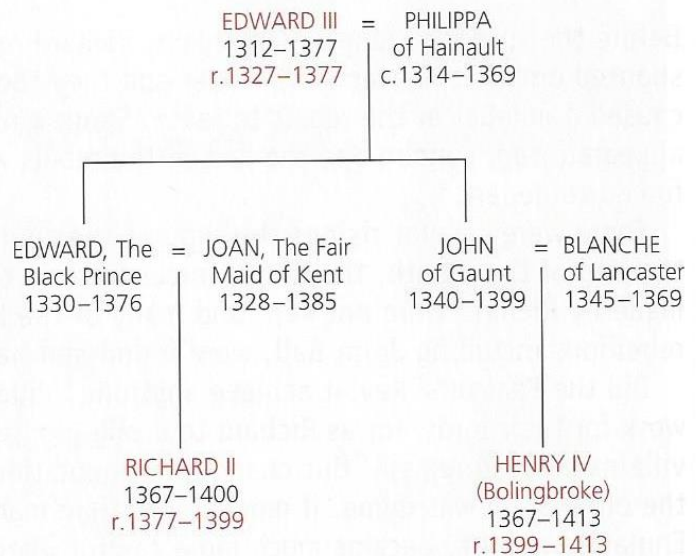 EDWARD III = PHILIPPA
1312–1377 of Hainault
r.1327–1377 c.1314–1369
EDWARD, The = JOAN, The Fair
Black Prince Maid of Kent
1330–1376 1328–1385
JOHN = BLANCHE
of Gaunt of Lancaster
1340–1399 1345–1369
RICHARD II
1367–1400
r.1377–1399
HENRY IV
(Bolingbroke)
1367–1413
r.1399–1413